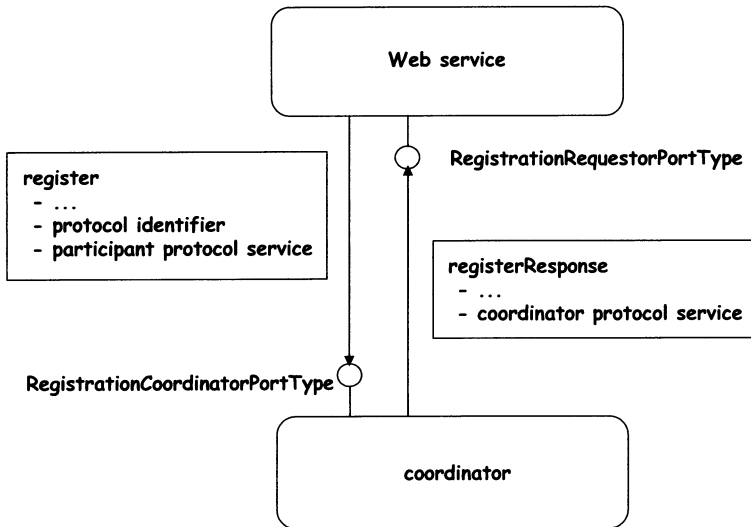 Web service
RegistrationRequestorPortType
register
- ...
- protocol identifier
- participant protocol service
registerResponse
- ...
- coordinator protocol service
RegistrationCoordinatorPortType
coordinator